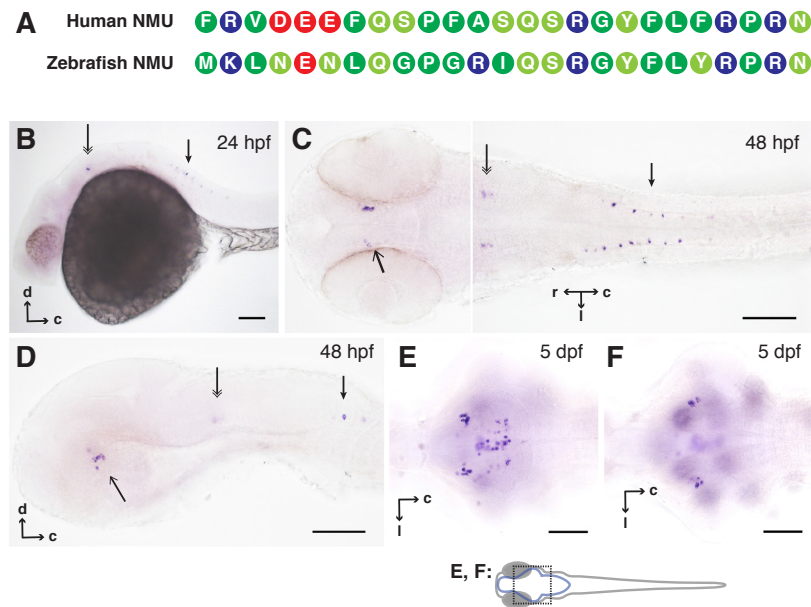 A
Human NMU F R V D E E F Q S P F A S Q S R G Y F L F R P R N
Zebrafish NMU M K L N E N L Q G P G R I Q S R G Y F L Y R P R N
B 24 hpf
d
c
C 48 hpf
r c
l
D 48 hpf
d
c
E 5 dpf
c
l
F 5 dpf
c
l
E, F: